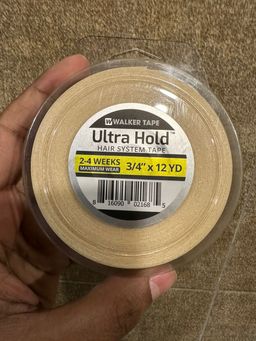 W WALKER TAPE
Ultra Hold™
HAIR SYSTEM TAPE
2-4 WEEKS
MAXIMUM WEAR
3/4" x 12 YD
8 16090 02168 5